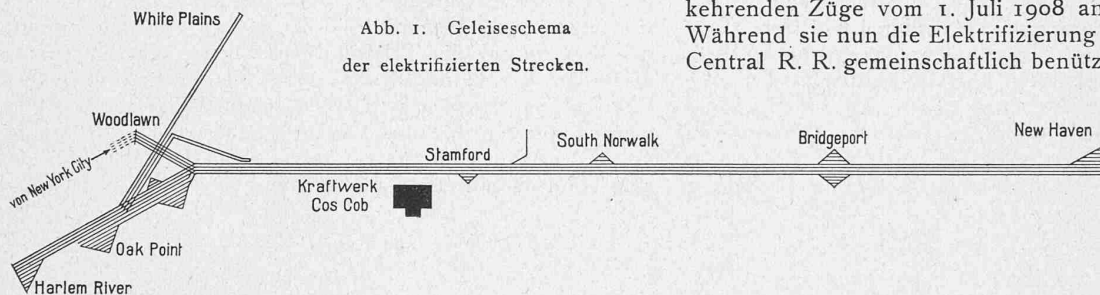 White Plains
Abb. 1. Geleiseschema
der elektrifizierten Strecken.
kehrenden Züge vom 1. Juli 1908 an
Während sie nun die Elektrifizierung
Central R. R. gemeinschaftlich benütz
Woodlawn
von New York City
Stamford
South Norwalk
Bridgeport
New Haven
Kraftwerk
Cos Cob
Oak Point
Harlem River